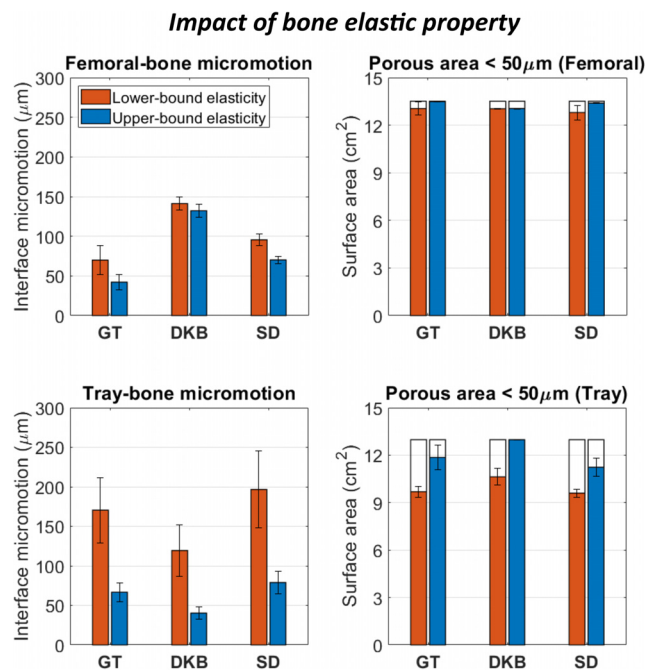 Impact of bone elastic property
Femoral-bone micromotion
Interface micromotion (μm)
300
250
200
150
100
50
0
Lower-bound elasticity
Upper-bound elasticity
GT DKB SD
Porous area < 50μm (Femoral)
Surface area (cm²)
15
12
9
6
3
0
GT DKB SD
Tray-bone micromotion
Interface micromotion (μm)
300
250
200
150
100
50
0
GT DKB SD
Porous area < 50μm (Tray)
Surface area (cm²)
15
12
9
6
3
0
GT DKB SD